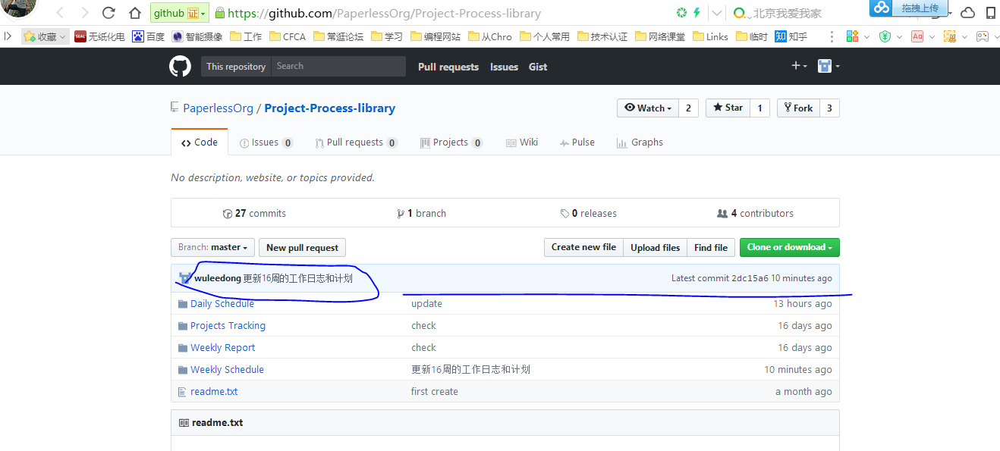 github 证 https://github.com/PaperlessOrg/Project-Process-library 北京我爱我家 拖拽上传
收藏 SEAL 无纸化电 百度 智能摄像 工作 CFCA 常逛论坛 学习 编程网站 从Chro 个人常用 技术认证 网络课堂 Links 临时 知 知乎
This repository Search Pull requests Issues Gist
PaperlessOrg / Project-Process-library Watch 2 Star 1 Fork 3
Code Issues 0 Pull requests 0 Projects 0 Wiki Pulse Graphs
No description, website, or topics provided.
27 commits 1 branch 0 releases 4 contributors
Branch: master New pull request Create new file Upload files Find file Clone or download
wuleedong 更新16周的工作日志和计划 Latest commit 2dc15a6 10 minutes ago
Daily Schedule update 13 hours ago
Projects Tracking check 16 days ago
Weekly Report check 16 days ago
Weekly Schedule 更新16周的工作日志和计划 10 minutes ago
readme.txt first create a month ago
readme.txt